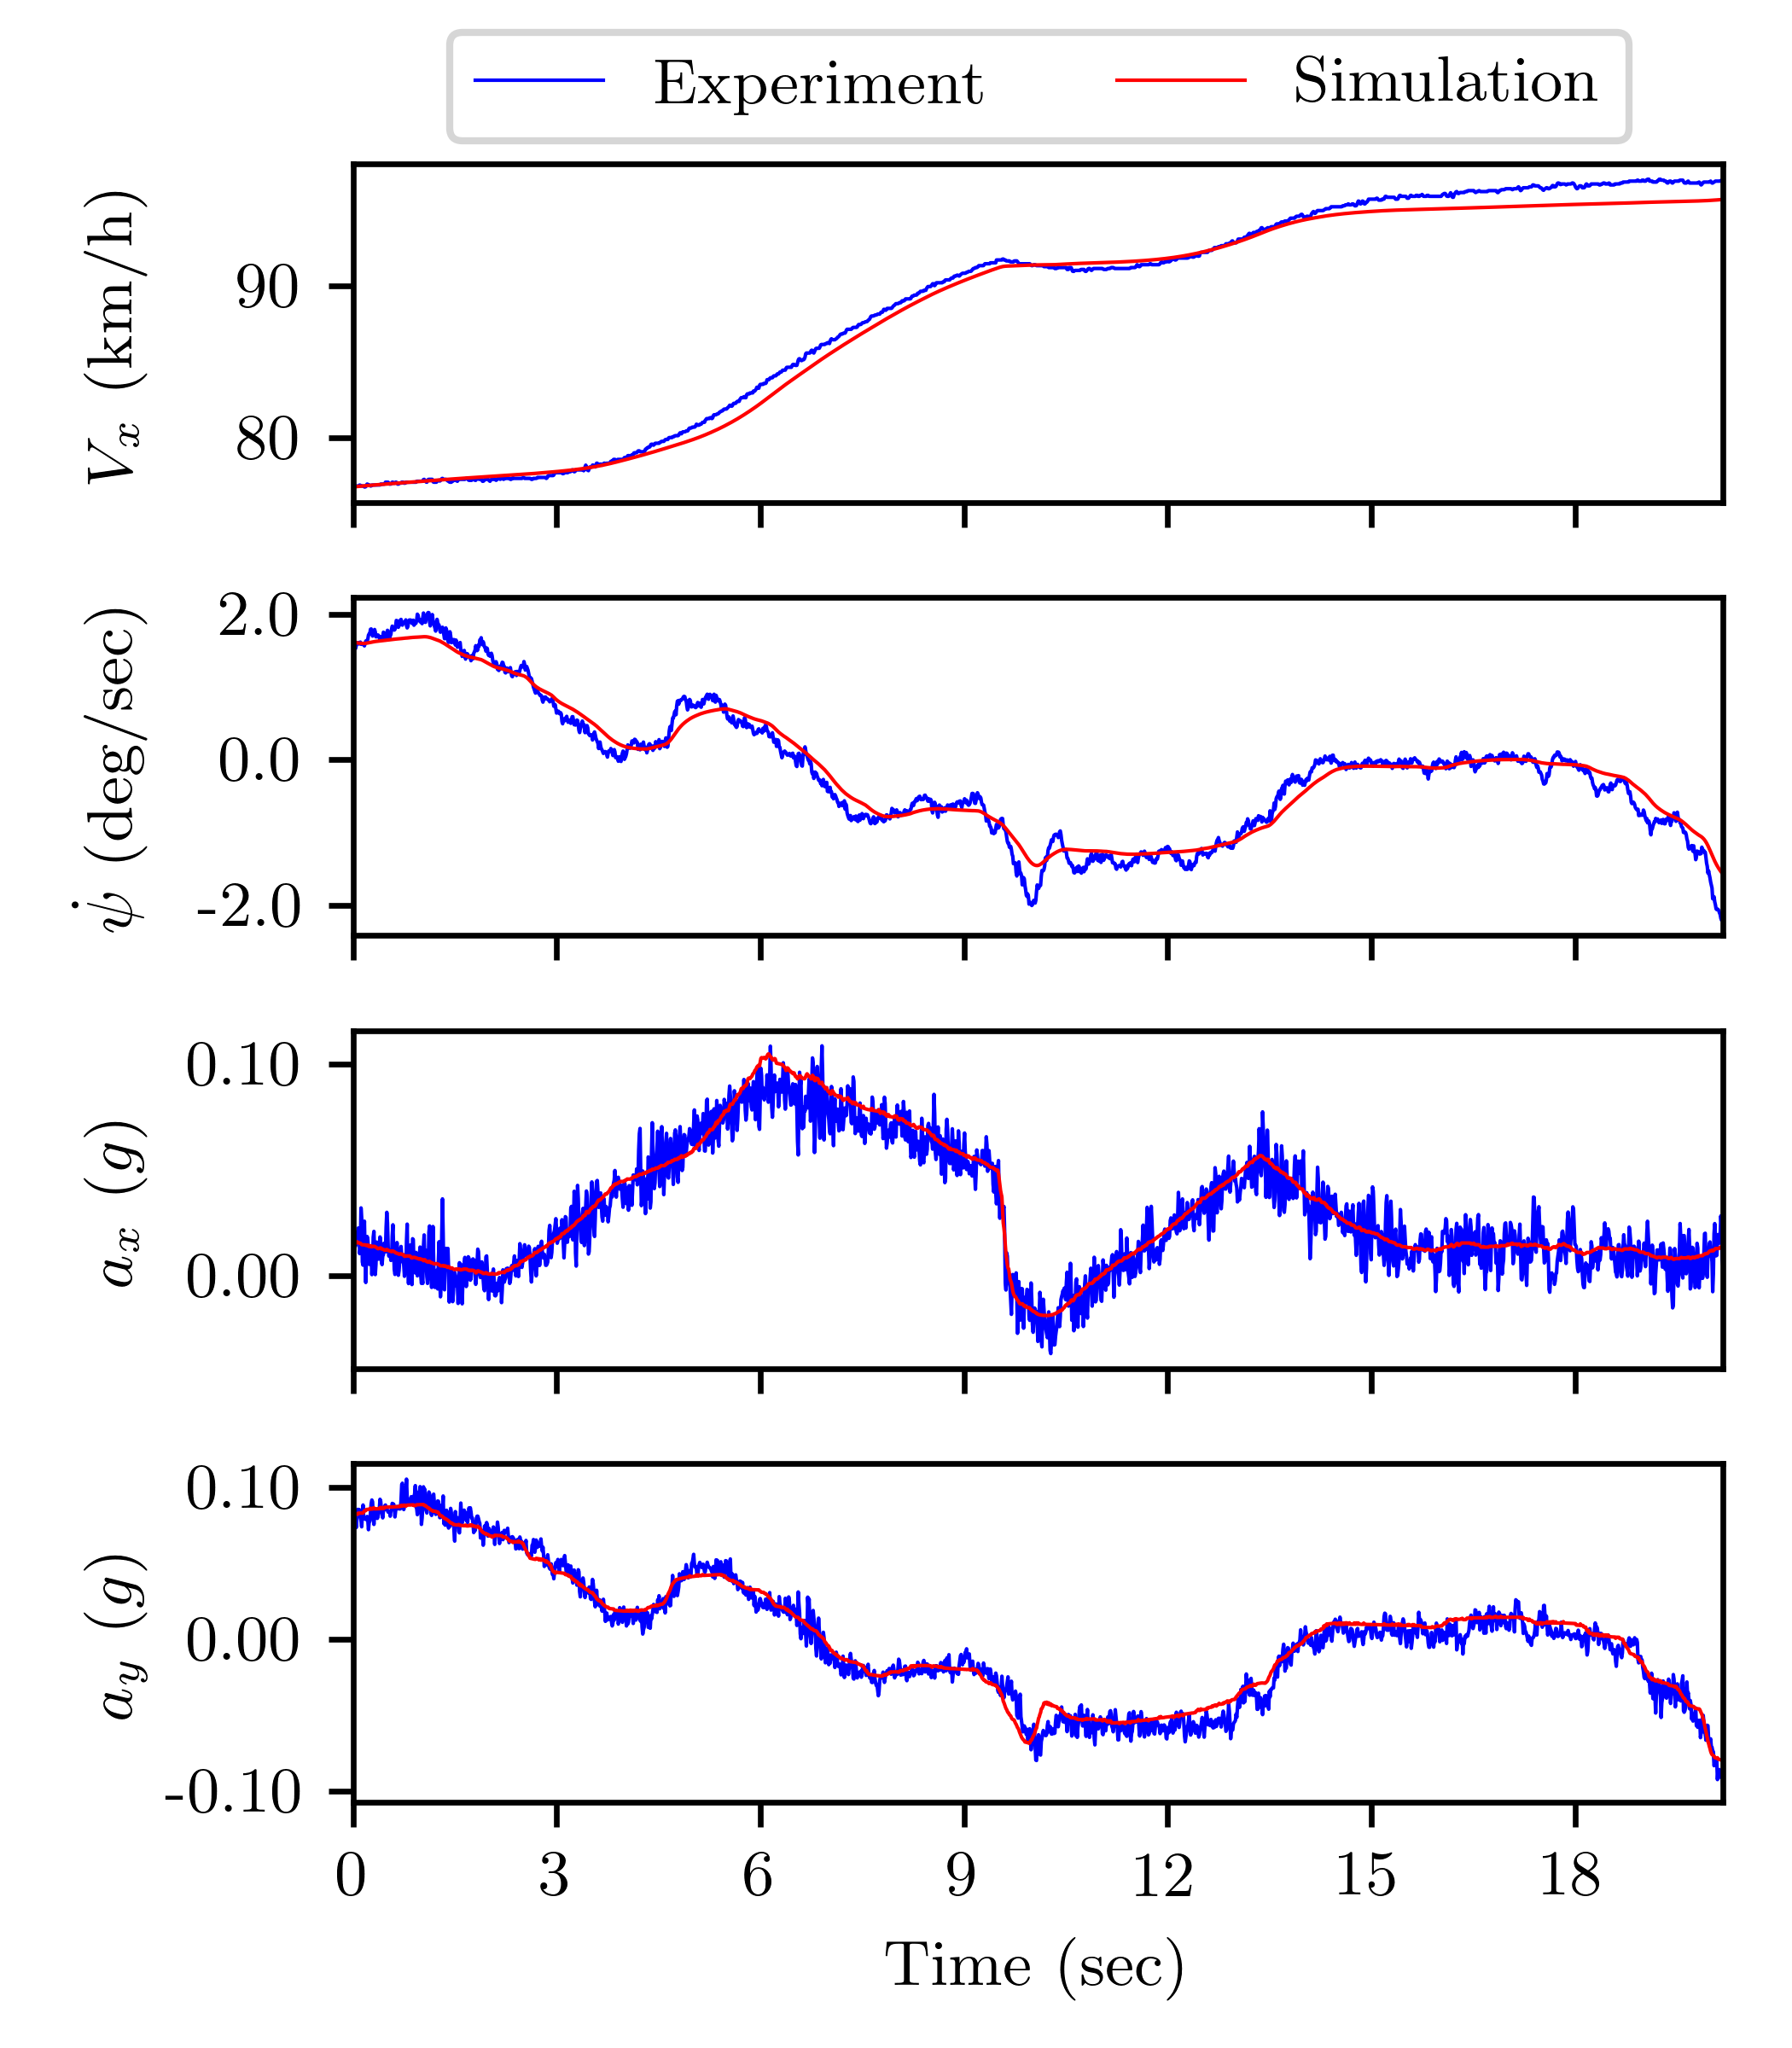 Experiment Simulation
V_x (km/h)
90
80
ψ̇ (deg/sec)
2.0
0.0
-2.0
a_x (g)
0.10
0.00
a_y (g)
0.10
0.00
-0.10
0 3 6 9 12 15 18
Time (sec)